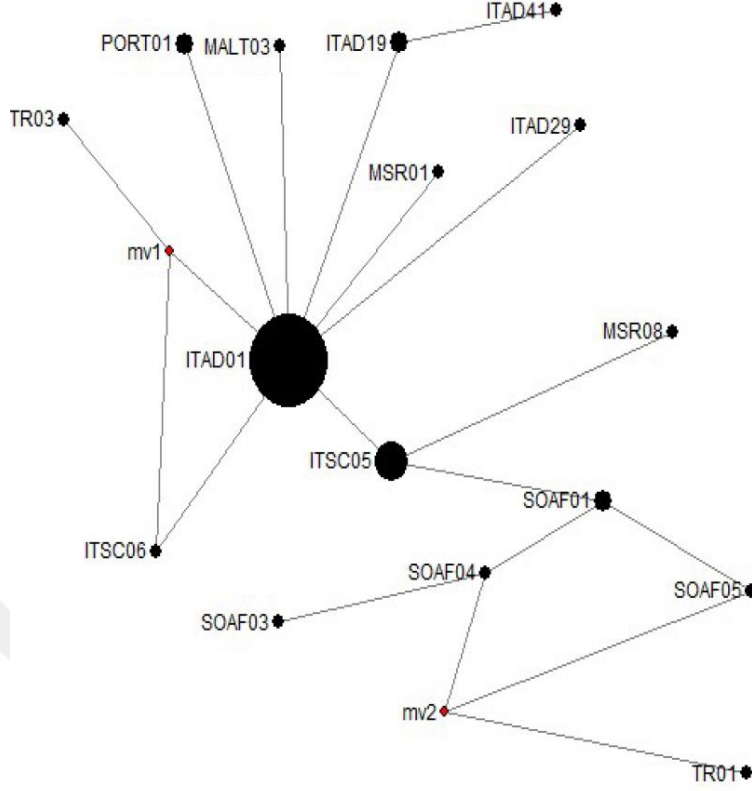 ITAD41
PORT01
MALT03
ITAD19
TR03
ITAD29
MSR01
mv1
MSR08
ITAD01
ITSC05
SOAF01
ITSC06
SOAF04
SOAF05
SOAF03
mv2
TR01